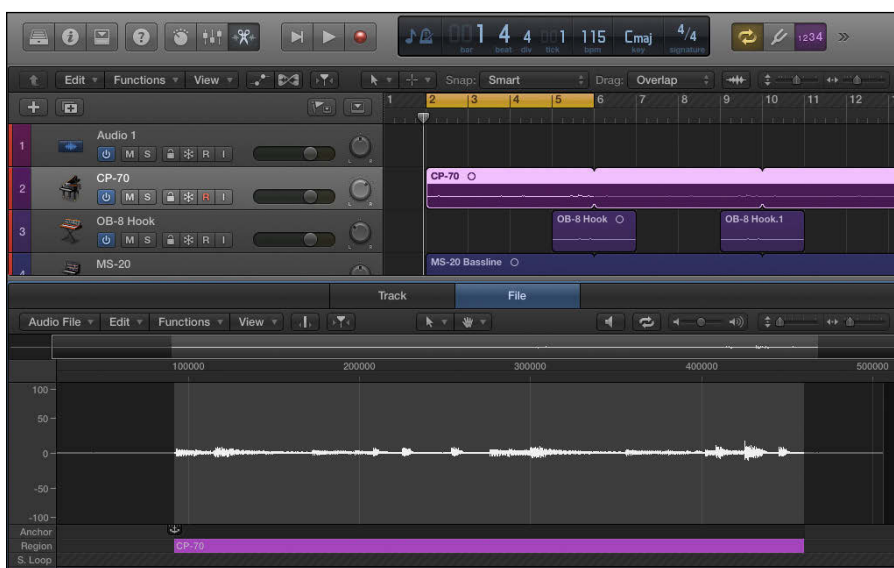 1 4 4 1 115 Cmaj 4/4
bar beat div tick bpm key signature
1234
Edit Functions View Snap: Smart Drag: Overlap
1 2 3 4 5 6 7 8 9 10 11 12
1 Audio 1
M S R I
2 CP-70
M S R I
CP-70
3 OB-8 Hook
M S R I
OB-8 Hook OB-8 Hook.1
4 MS-20
MS-20 Bassline
Track File
Audio File Edit Functions View
100000 200000 300000 400000 500000
100
50
0
-50
-100
Anchor
Region CP-70
S. Loop